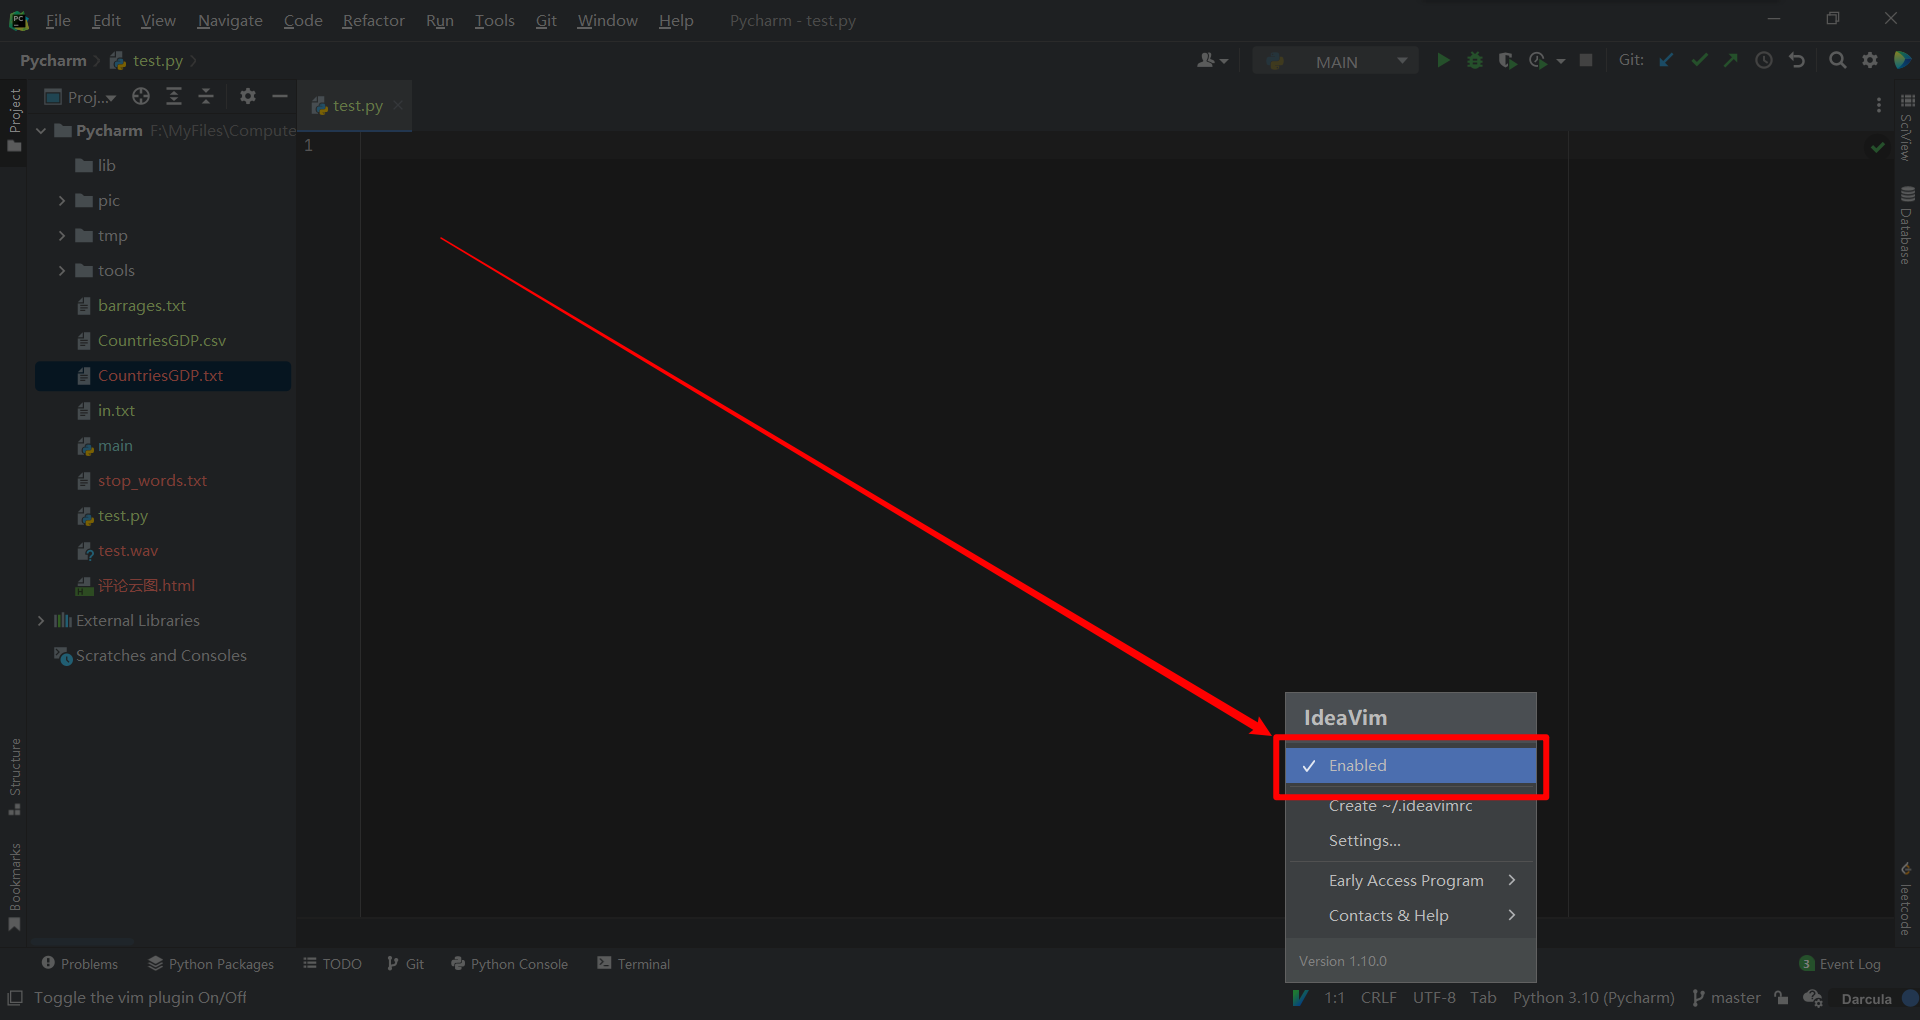 File Edit View Navigate Code Refactor Run Tools Git Window Help Pycharm - test.py
Pycharm test.py MAIN Git:
Project
Proj... test.py
Pycharm F:\MyFiles\Compute
1
lib
pic
tmp
tools
barrages.txt
CountriesGDP.csv
CountriesGDP.txt
in.txt
main
stop_words.txt
test.py
test.wav
评论云图.html
External Libraries
Scratches and Consoles
SciView
Database
leetcode
Structure
Bookmarks
IdeaVim
Enabled
Create ~/.ideavimrc
Settings...
Early Access Program
Contacts & Help
Version 1.10.0
Problems Python Packages TODO Git Python Console Terminal 3 Event Log
Toggle the vim plugin On/Off 1:1 CRLF UTF-8 Tab Python 3.10 (Pycharm) master Darcula